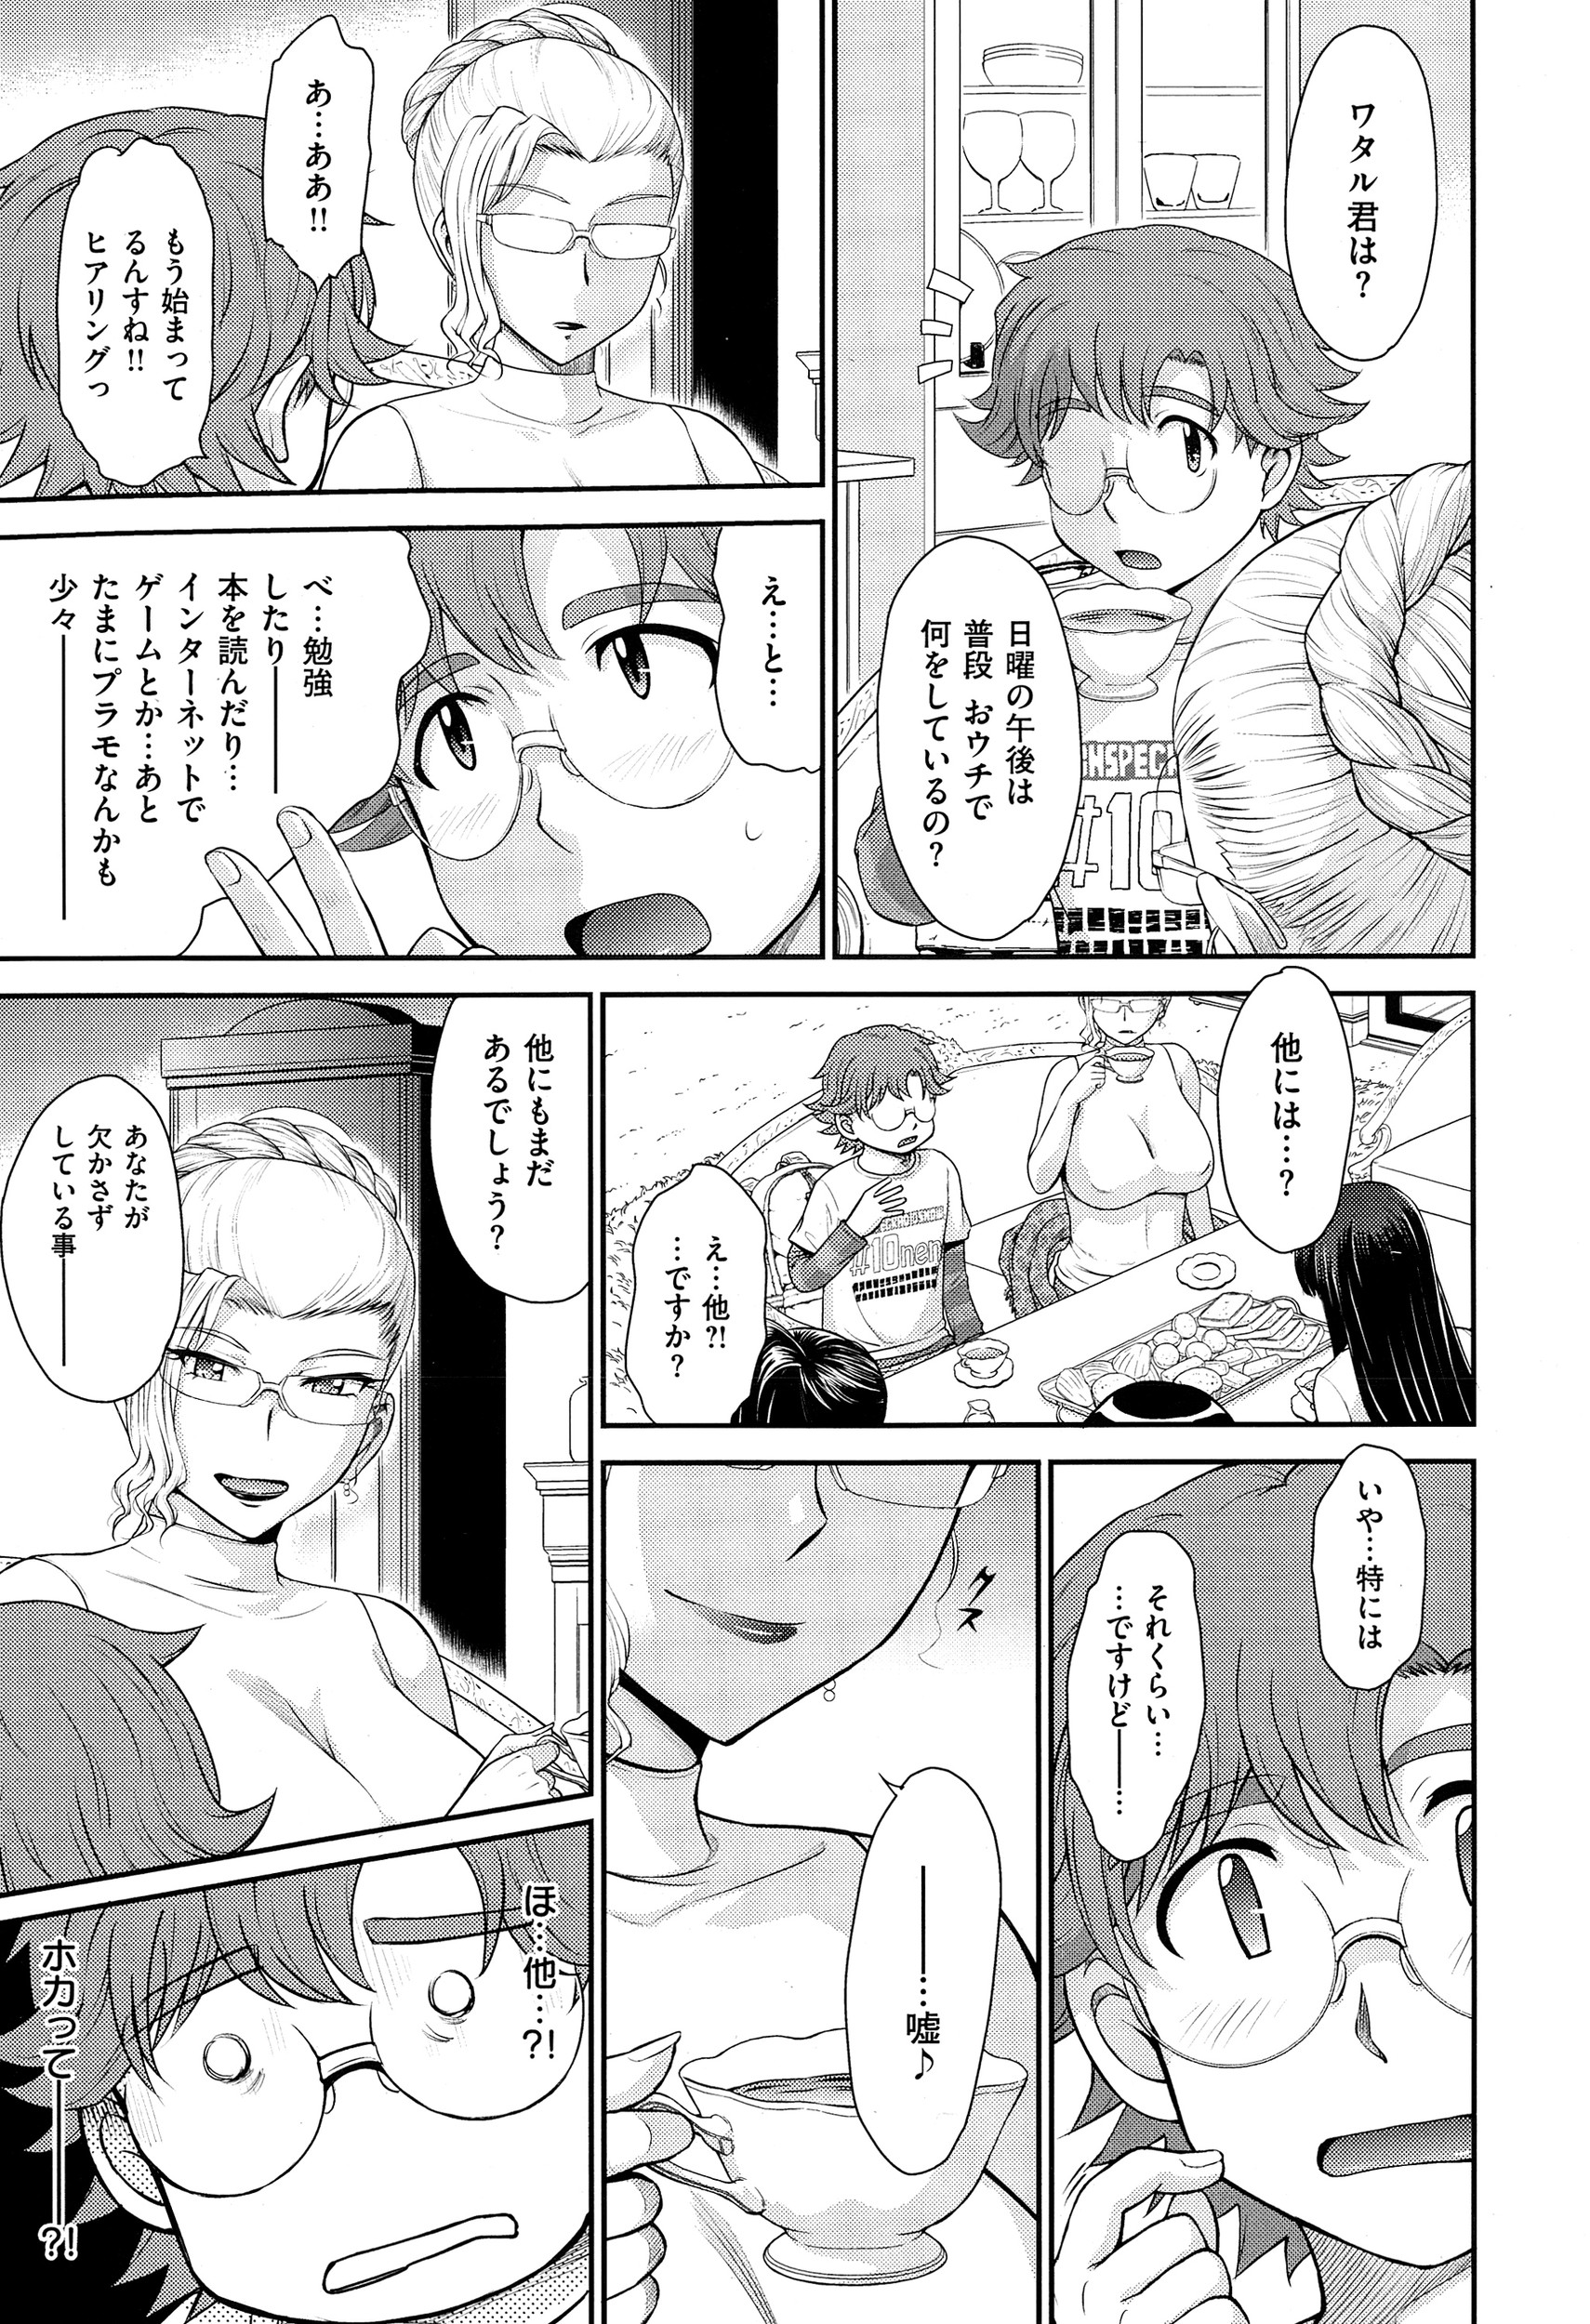 ワタル君は?
日曜の午後は
普段 おウチで
何をしているの?
NHSPECK
#10n
あ…ああ!!
もう始まって
るんすね!!
ヒアリングっ
え…と…
べ…勉強
したり――
本を読んだり…
インターネットで
ゲームとか…あと
たまにプラモなんかも
少々――
他には…?
え…他?!
…ですか?
#10nen
他にもまだ
あるでしょう?
あなたが
欠かさず
している事――
いや…特には
それくらい…
…ですけど――…
クス
――…嘘♪
ほ…他…?!
ホカって――?!